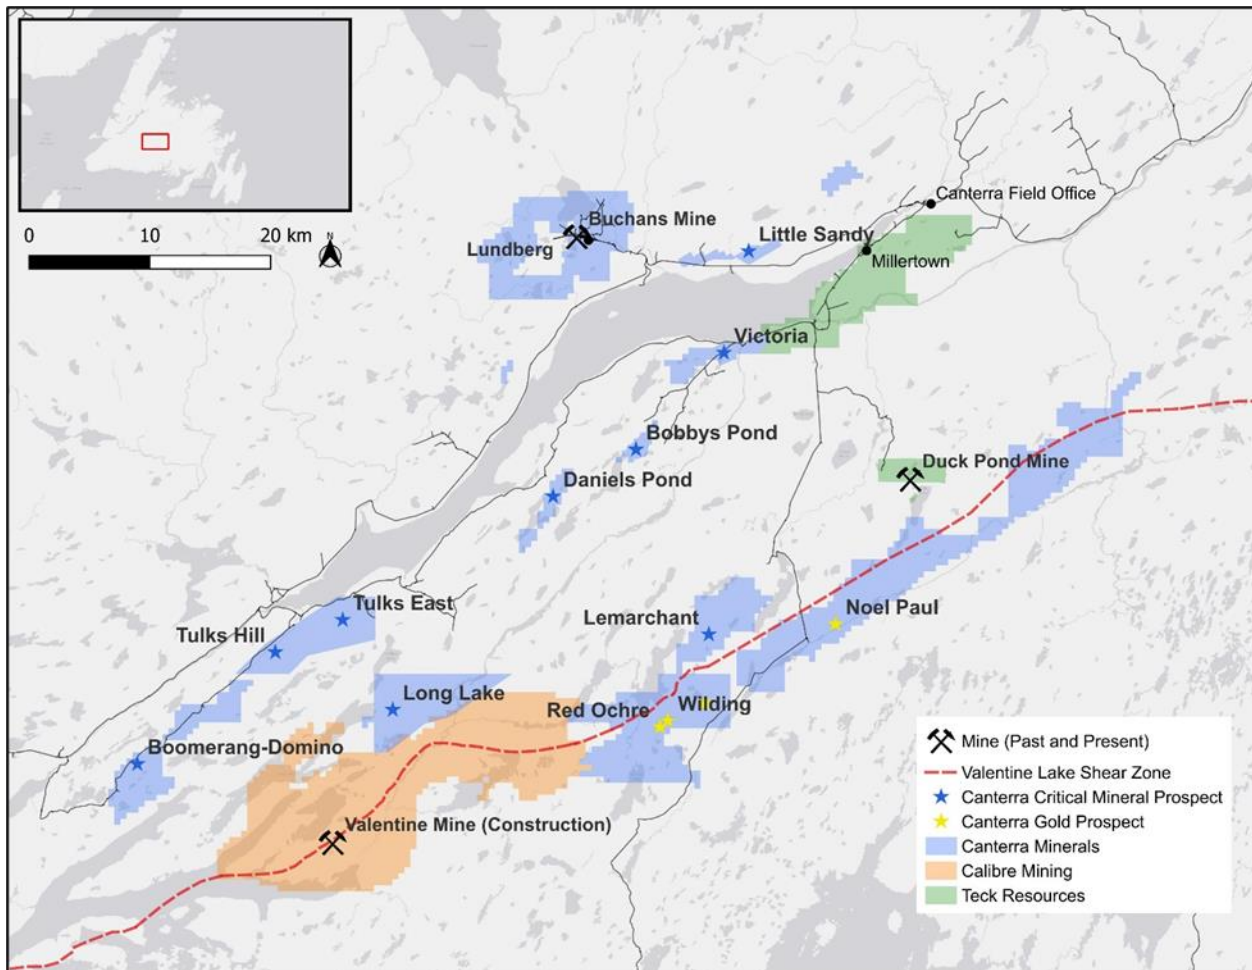 0 10 20 km
N
Canterra Field Office
Buchans Mine
Lundberg
Little Sandy
Millertown
Victoria
Bobbys Pond
Duck Pond Mine
Daniels Pond
Tulks East
Noel Paul
Lemarchant
Tulks Hill
Long Lake
Red Ochre
Wilding
Boomerang-Domino
Valentine Mine (Construction)
Mine (Past and Present)
Valentine Lake Shear Zone
Canterra Critical Mineral Prospect
Canterra Gold Prospect
Canterra Minerals
Calibre Mining
Teck Resources